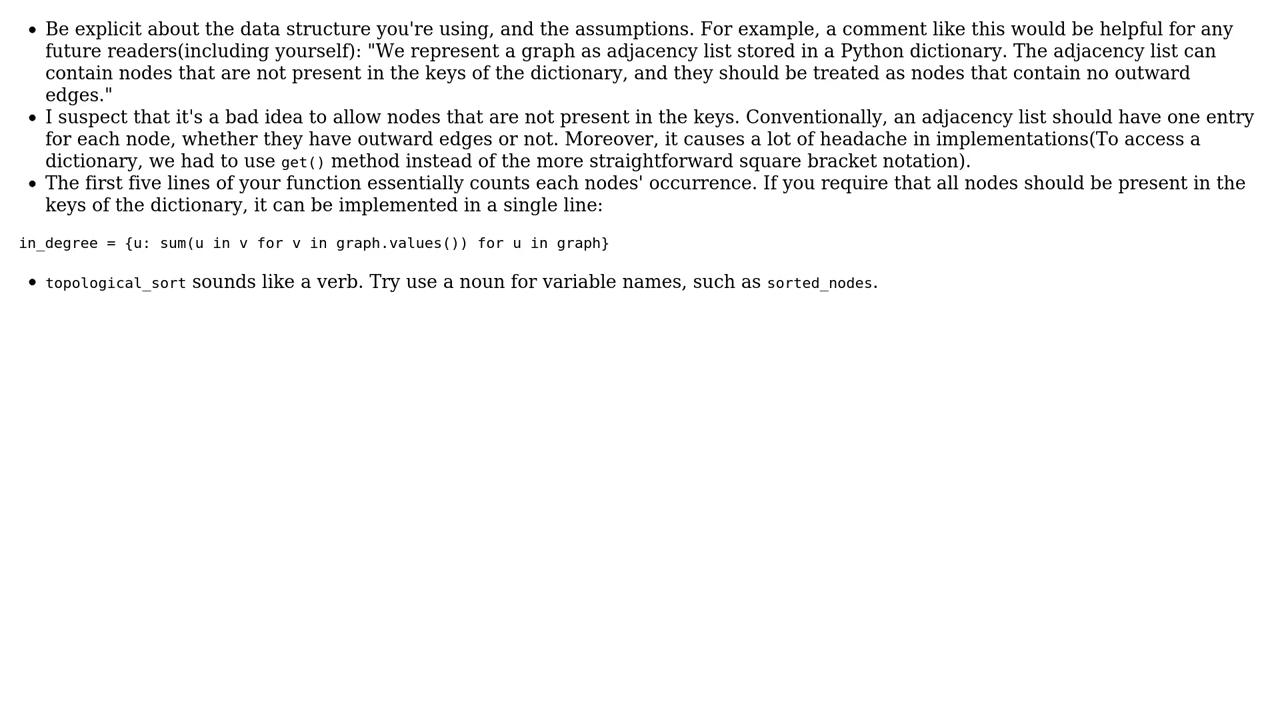 • Be explicit about the data structure you're using, and the assumptions. For example, a comment like this would be helpful for any
future readers(including yourself): "We represent a graph as adjacency list stored in a Python dictionary. The adjacency list can
contain nodes that are not present in the keys of the dictionary, and they should be treated as nodes that contain no outward
edges."
• I suspect that it's a bad idea to allow nodes that are not present in the keys. Conventionally, an adjacency list should have one entry
for each node, whether they have outward edges or not. Moreover, it causes a lot of headache in implementations(To access a
dictionary, we had to use get() method instead of the more straightforward square bracket notation).
• The first five lines of your function essentially counts each nodes' occurrence. If you require that all nodes should be present in the
keys of the dictionary, it can be implemented in a single line:
in_degree = {u: sum(u in v for v in graph.values()) for u in graph}
• topological_sort sounds like a verb. Try use a noun for variable names, such as sorted_nodes.